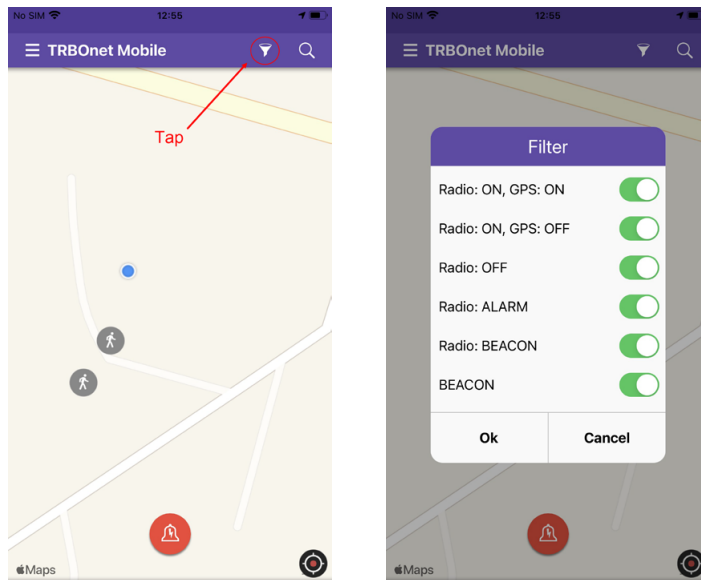 No SIM 12:55
TRBOnet Mobile
Tap
Maps
No SIM 12:55
TRBOnet Mobile
Filter
Radio: ON, GPS: ON
Radio: ON, GPS: OFF
Radio: OFF
Radio: ALARM
Radio: BEACON
BEACON
Ok Cancel
Maps